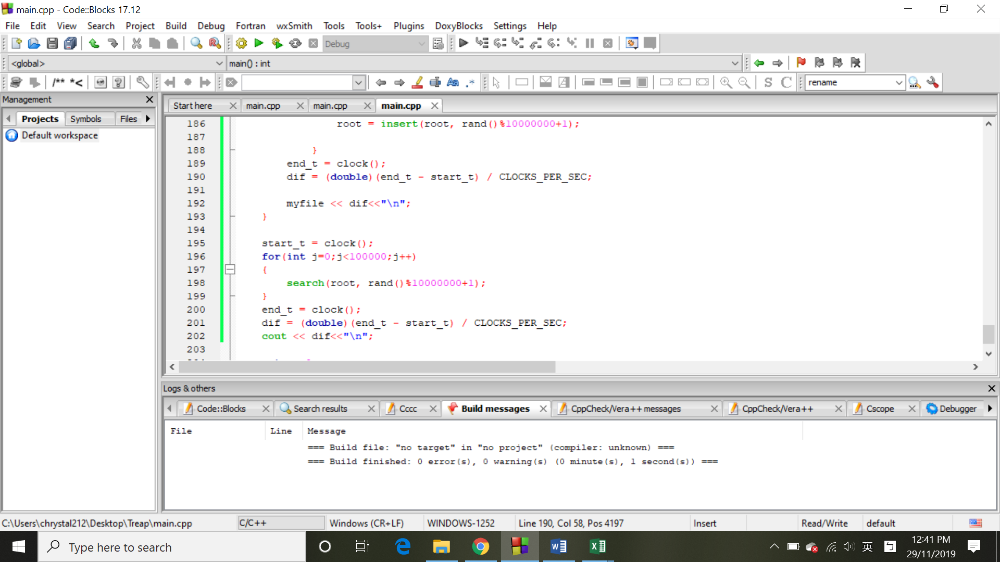 main.cpp - Code::Blocks 17.12
File Edit View Search Project Build Debug Fortran wxSmith Tools Tools+ Plugins DoxyBlocks Settings Help
Debug
<global> main() : int
/** *<
rename
Management
Start here main.cpp main.cpp main.cpp
Projects Symbols Files
Default workspace
186 root = insert(root, rand()%10000000+1);
187
188 }
189 end_t = clock();
190 dif = (double)(end_t - start_t) / CLOCKS_PER_SEC;
191
192 myfile << dif<<"\n";
193 }
194
195 start_t = clock();
196 for(int j=0;j<100000;j++)
197 {
198 search(root, rand()%10000000+1);
199 }
200 end_t = clock();
201 dif = (double)(end_t - start_t) / CLOCKS_PER_SEC;
202 cout << dif<<"\n";
203
Logs & others
Code::Blocks Search results Cccc Build messages CppCheck/Vera++ messages CppCheck/Vera++ Cscope Debugger
File Line Message
=== Build file: "no target" in "no project" (compiler: unknown) ===
=== Build finished: 0 error(s), 0 warning(s) (0 minute(s), 1 second(s)) ===
C:\Users\chrystal212\Desktop\Treap\main.cpp C/C++ Windows (CR+LF) WINDOWS-1252 Line 190, Col 58, Pos 4197 Insert Read/Write default
Type here to search
英
12:41 PM
29/11/2019